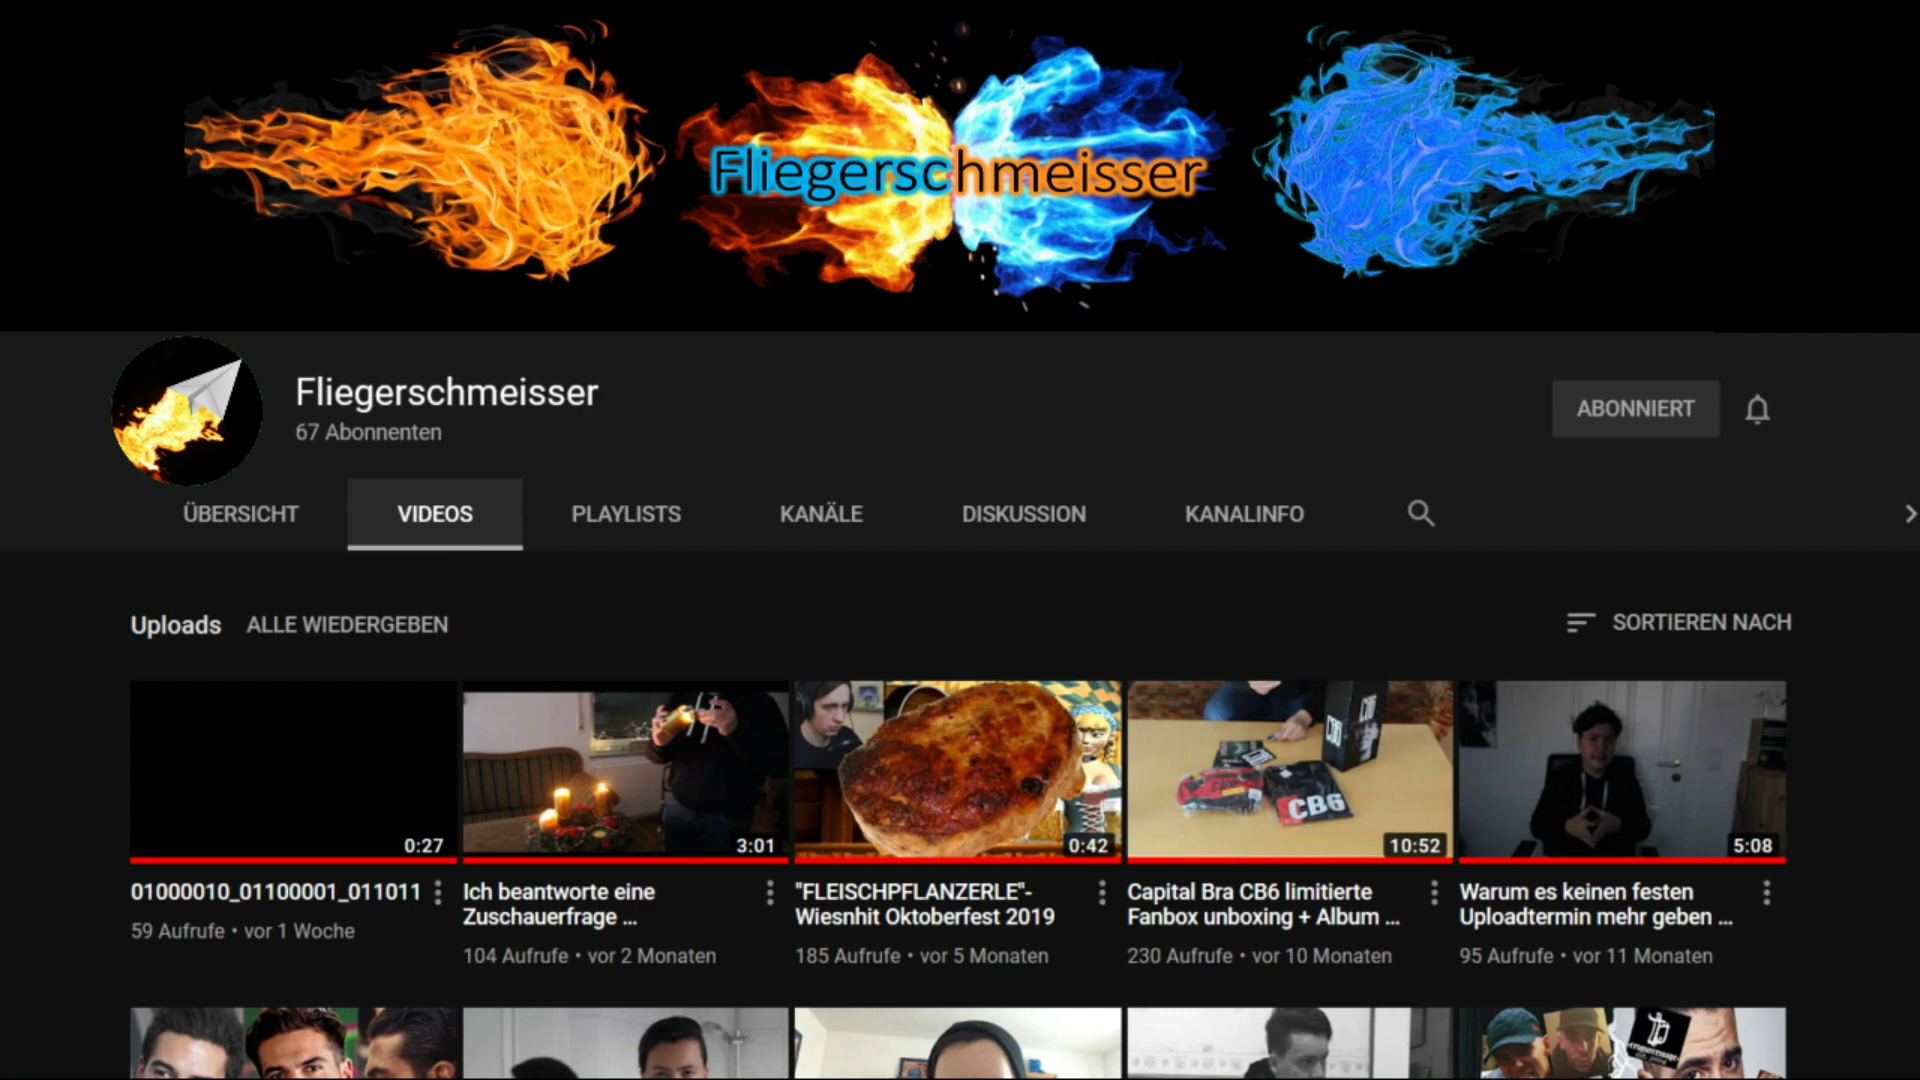 Fliegerschmeisser
Fliegerschmeisser
67 Abonnenten
ABONNIERT
ÜBERSICHT VIDEOS PLAYLISTS KANÄLE DISKUSSION KANALINFO
Uploads ALLE WIEDERGEBEN
SORTIEREN NACH
CB6
CB6
CB6
0:27 3:01 0:42 10:52 5:08
01000010_01100001_011011
59 Aufrufe • vor 1 Woche
Ich beantworte eine
Zuschauerfrage ...
104 Aufrufe • vor 2 Monaten
"FLEISCHPFLANZERLE"-
Wiesnhit Oktoberfest 2019
185 Aufrufe • vor 5 Monaten
Capital Bra CB6 limitierte
Fanbox unboxing + Album ...
230 Aufrufe • vor 10 Monaten
Warum es keinen festen
Uploadtermin mehr geben ...
95 Aufrufe • vor 11 Monaten